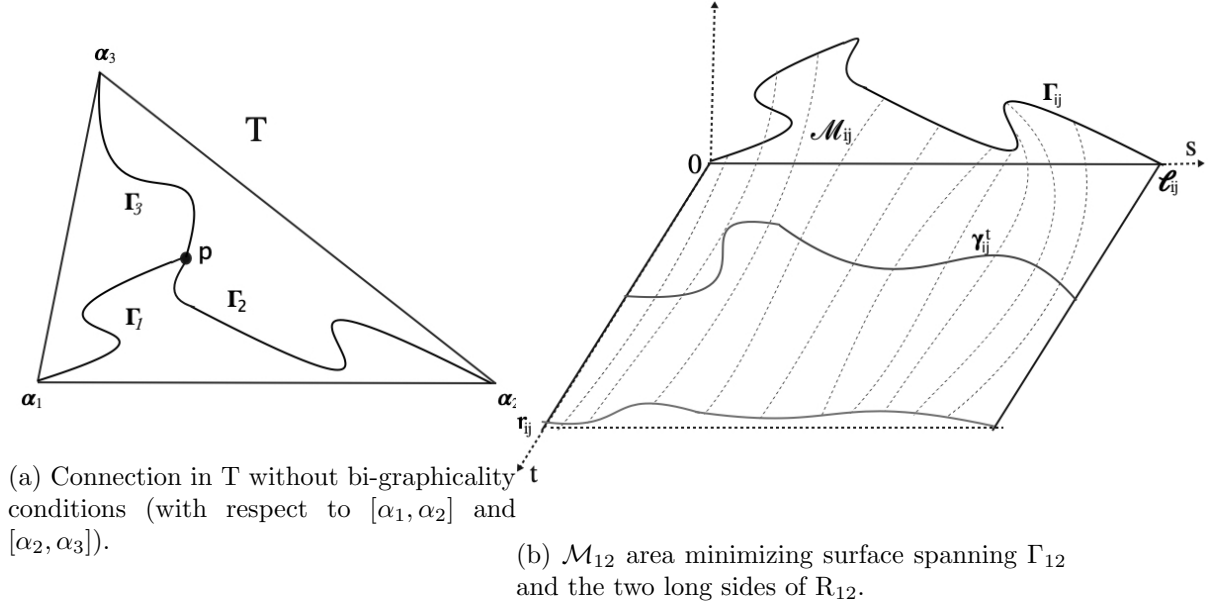 α₃
T
Γ₃
p
Γ₁
Γ₂
α₁
α₂
(a) Connection in T without bi-graphicality
conditions (with respect to [α₁, α₂] and
[α₂, α₃]).
Γᵢⱼ
ℳᵢⱼ
0
s
ℓᵢⱼ
γᵢⱼᵗ
rᵢⱼ
t
(b) ℳ₁₂ area minimizing surface spanning Γ₁₂
and the two long sides of R₁₂.